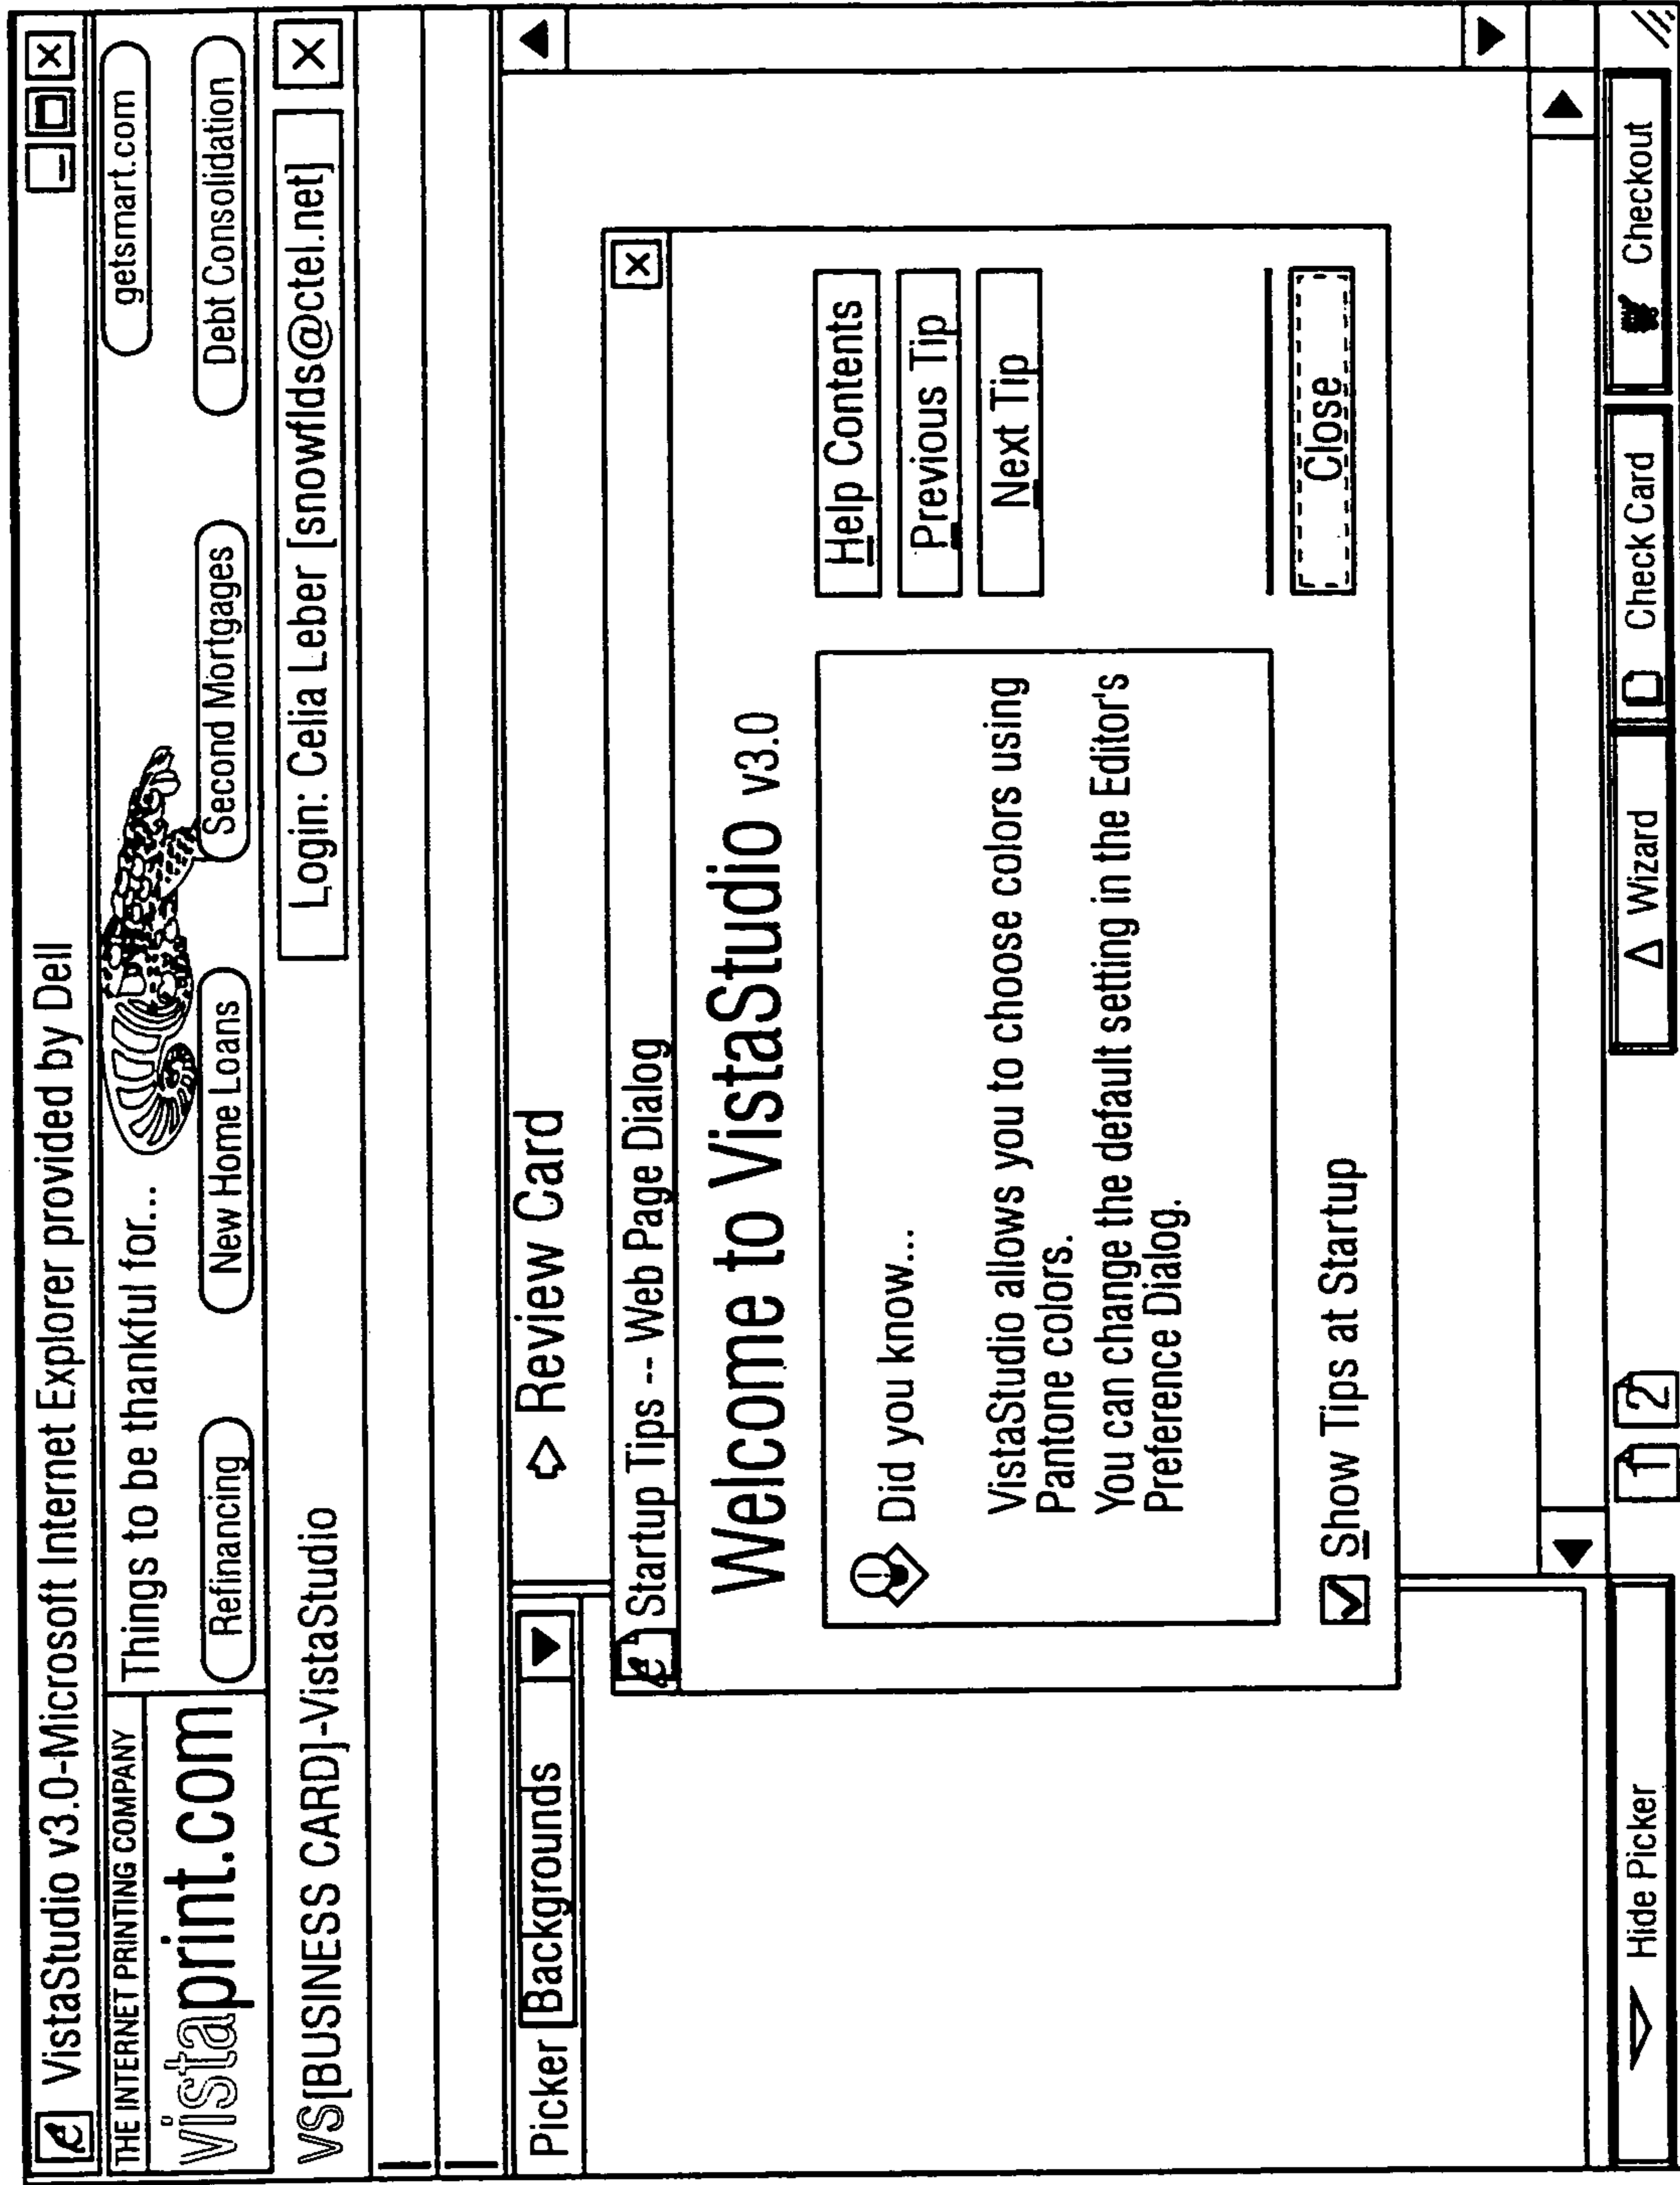 VistaStudio v3.0-Microsoft Internet Explorer provided by Dell
THE INTERNET PRINTING COMPANY
vistaprint.com
Things to be thankful for...
getsmart.com
Refinancing
New Home Loans
Second Mortgages
Debt Consolidation
VS[BUSINESS CARD]-VistaStudio
Login: Celia Leber [snowflds@ctel.net]
Picker Backgrounds
Review Card
Startup Tips -- Web Page Dialog
Welcome to VistaStudio v3.0
Did you know...
VistaStudio allows you to choose colors using
Pantone colors.
You can change the default setting in the Editor's
Preference Dialog.
Help Contents
Previous Tip
Next Tip
Show Tips at Startup
Close
Hide Picker
1 2
Wizard
Check Card
Checkout